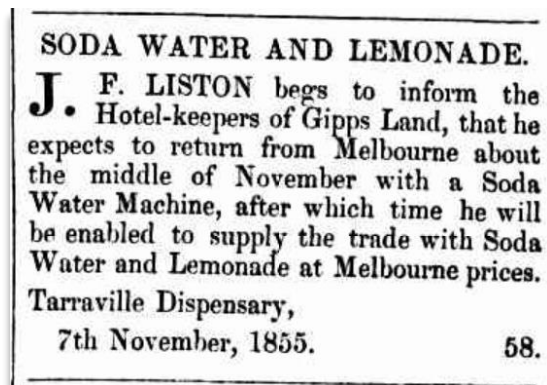 SODA WATER AND LEMONADE.
J. F. LISTON begs to inform the
Hotel-keepers of Gipps Land, that he
expects to return from Melbourne about
the middle of November with a Soda
Water Machine, after which time he will
be enabled to supply the trade with Soda
Water and Lemonade at Melbourne prices.
Tarraville Dispensary,
7th November, 1855. 58.